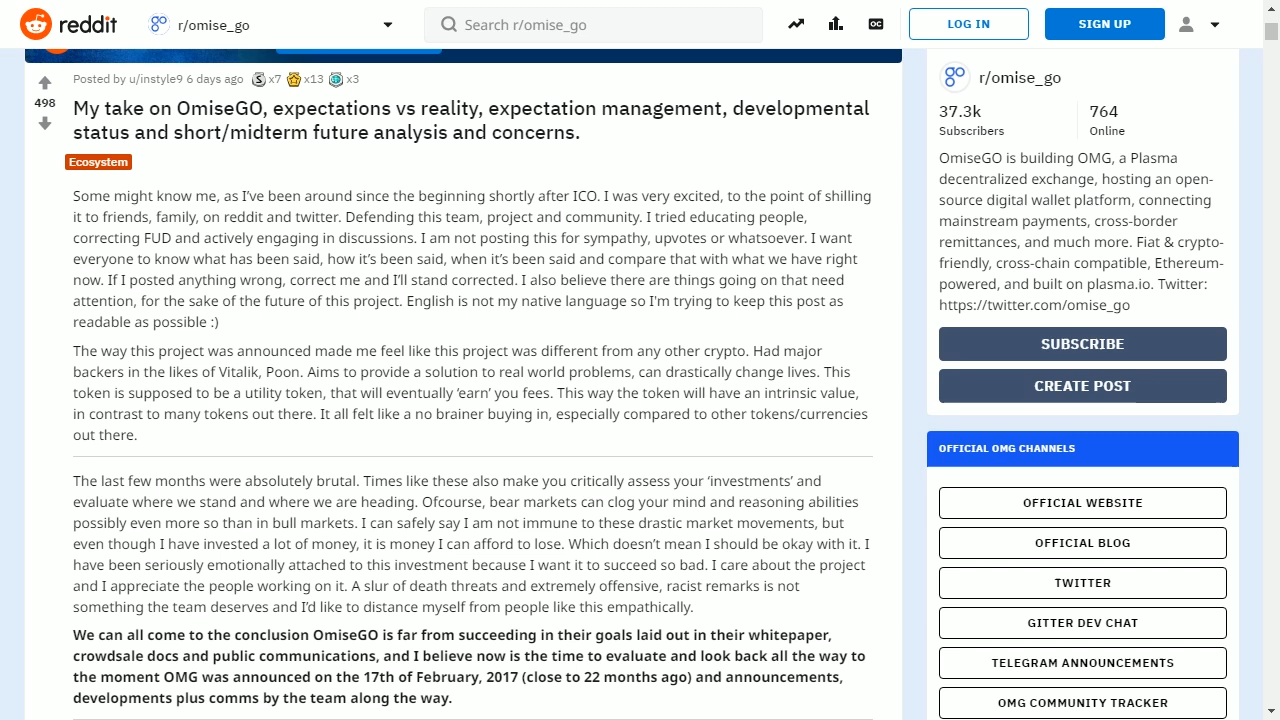 reddit
r/omise_go
Search r/omise_go
LOG IN
SIGN UP
Posted by u/instyle9 6 days ago x7 x13 x3
498
My take on OmiseGO, expectations vs reality, expectation management, developmental
status and short/midterm future analysis and concerns.
Ecosystem
Some might know me, as I’ve been around since the beginning shortly after ICO. I was very excited, to the point of shilling
it to friends, family, on reddit and twitter. Defending this team, project and community. I tried educating people,
correcting FUD and actively engaging in discussions. I am not posting this for sympathy, upvotes or whatsoever. I want
everyone to know what has been said, how it’s been said, when it’s been said and compare that with what we have right
now. If I posted anything wrong, correct me and I’ll stand corrected. I also believe there are things going on that need
attention, for the sake of the future of this project. English is not my native language so I'm trying to keep this post as
readable as possible :)
The way this project was announced made me feel like this project was different from any other crypto. Had major
backers in the likes of Vitalik, Poon. Aims to provide a solution to real world problems, can drastically change lives. This
token is supposed to be a utility token, that will eventually ‘earn’ you fees. This way the token will have an intrinsic value,
in contrast to many tokens out there. It all felt like a no brainer buying in, especially compared to other tokens/currencies
out there.
The last few months were absolutely brutal. Times like these also make you critically assess your ‘investments’ and
evaluate where we stand and where we are heading. Ofcourse, bear markets can clog your mind and reasoning abilities
possibly even more so than in bull markets. I can safely say I am not immune to these drastic market movements, but
even though I have invested a lot of money, it is money I can afford to lose. Which doesn’t mean I should be okay with it. I
have been seriously emotionally attached to this investment because I want it to succeed so bad. I care about the project
and I appreciate the people working on it. A slur of death threats and extremely offensive, racist remarks is not
something the team deserves and I’d like to distance myself from people like this empathically.
We can all come to the conclusion OmiseGO is far from succeeding in their goals laid out in their whitepaper,
crowdsale docs and public communications, and I believe now is the time to evaluate and look back all the way to
the moment OMG was announced on the 17th of February, 2017 (close to 22 months ago) and announcements,
developments plus comms by the team along the way.
r/omise_go
37.3k
Subscribers
764
Online
OmiseGO is building OMG, a Plasma
decentralized exchange, hosting an open-
source digital wallet platform, connecting
mainstream payments, cross-border
remittances, and much more. Fiat & crypto-
friendly, cross-chain compatible, Ethereum-
powered, and built on plasma.io. Twitter:
https://twitter.com/omise_go
SUBSCRIBE
CREATE POST
OFFICIAL OMG CHANNELS
OFFICIAL WEBSITE
OFFICIAL BLOG
TWITTER
GITTER DEV CHAT
TELEGRAM ANNOUNCEMENTS
OMG COMMUNITY TRACKER